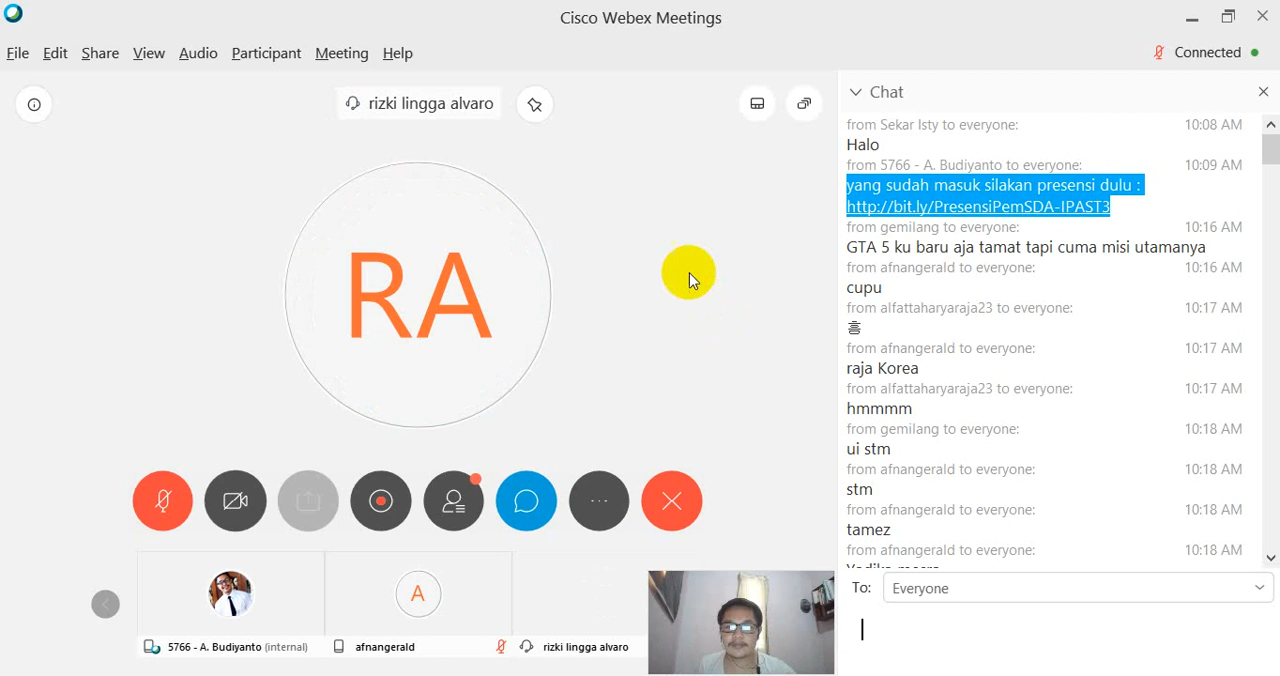 Cisco Webex Meetings
File Edit Share View Audio Participant Meeting Help
Connected
rizki lingga alvaro
RA
5766 - A. Budiyanto (internal)
A
afnangerald
rizki lingga alvaro
Chat
from Sekar Isty to everyone: 10:08 AM
Halo
from 5766 - A. Budiyanto to everyone: 10:09 AM
yang sudah masuk silakan presensi dulu :
http://bit.ly/PresensiPemSDA-IPAST3
from gemilang to everyone: 10:16 AM
GTA 5 ku baru aja tamat tapi cuma misi utamanya
from afnangerald to everyone: 10:16 AM
cupu
from alfattaharyaraja23 to everyone: 10:17 AM
흠
from afnangerald to everyone: 10:17 AM
raja Korea
from alfattaharyaraja23 to everyone: 10:17 AM
hmmmm
from gemilang to everyone: 10:18 AM
ui stm
from afnangerald to everyone: 10:18 AM
stm
from afnangerald to everyone: 10:18 AM
tamez
from afnangerald to everyone: 10:18 AM
To: Everyone